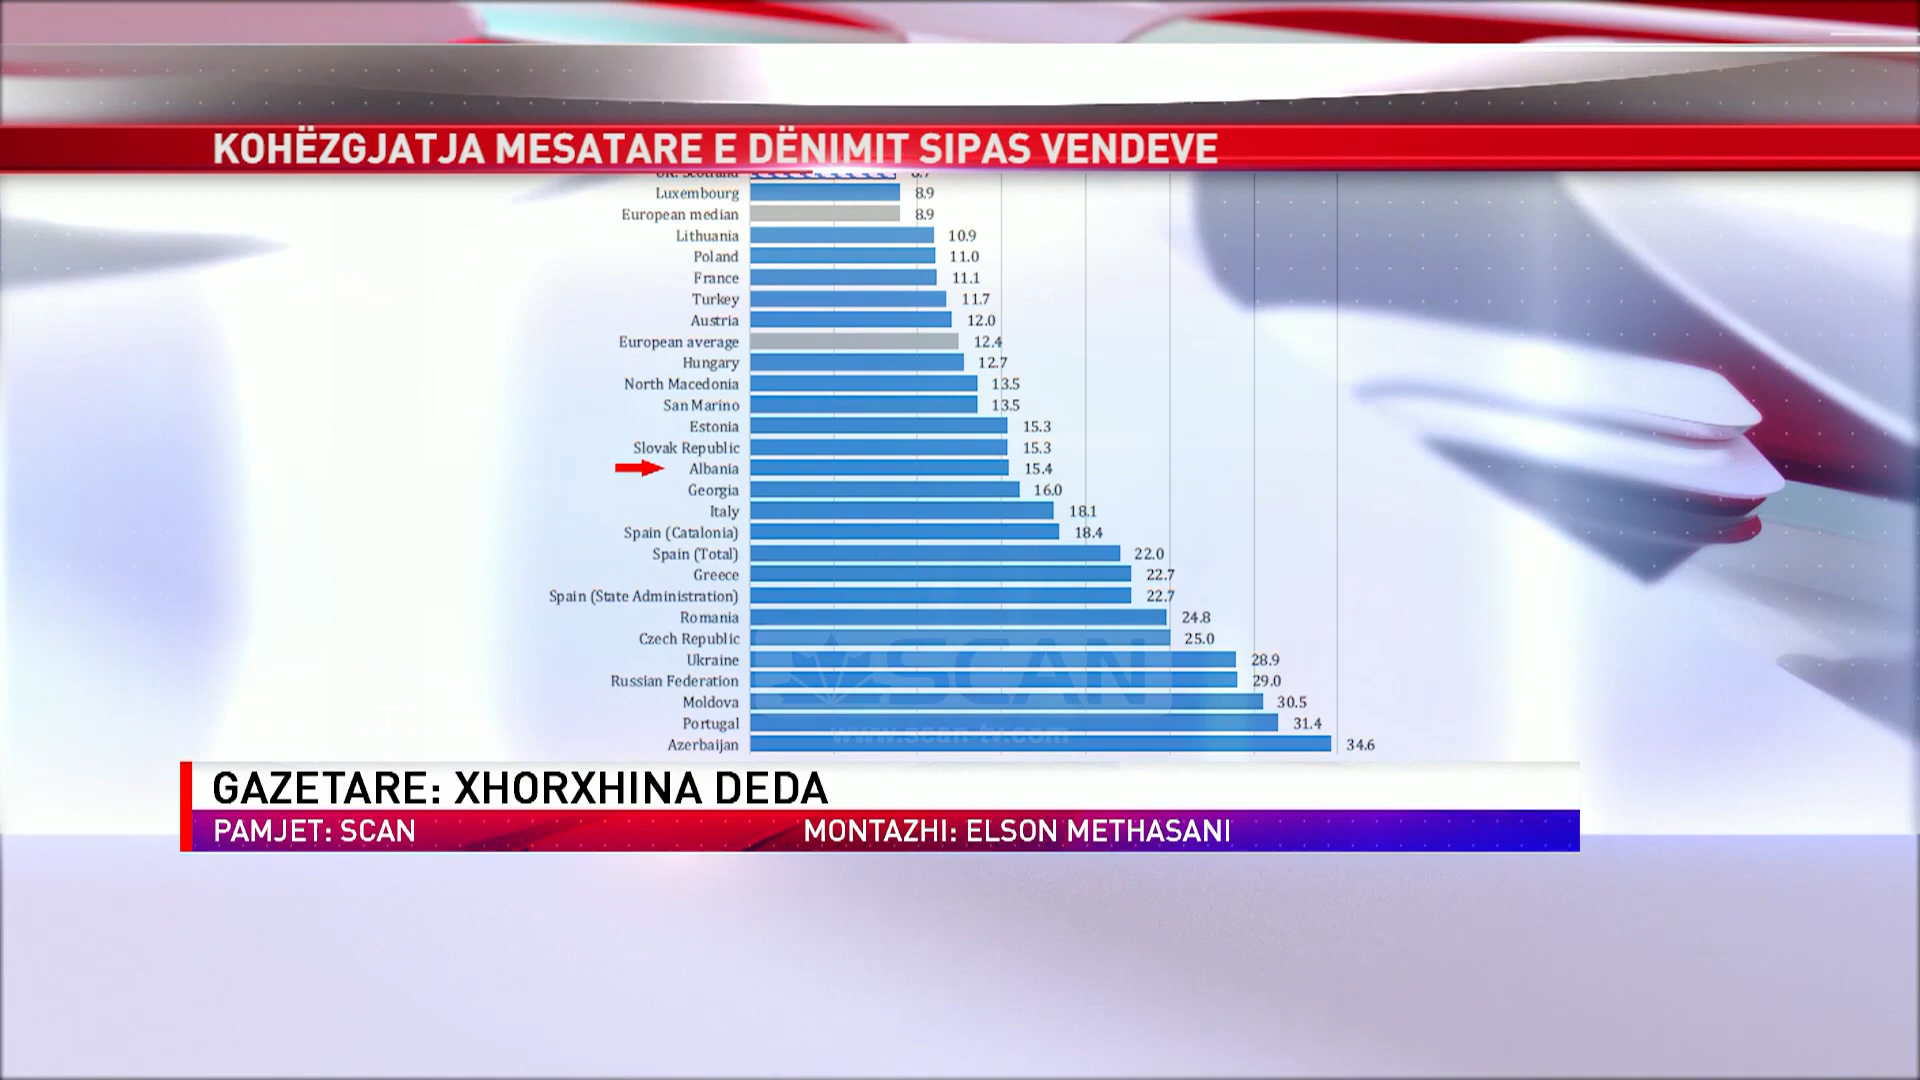 KOHËZGJATJA MESATARE E DËNIMIT SIPAS VENDEVE
Luxembourg 8.9
European median 8.9
Lithuania 10.9
Poland 11.0
France 11.1
Turkey 11.7
Austria 12.0
European average 12.4
Hungary 12.7
North Macedonia 13.5
San Marino 13.5
Estonia 15.3
Slovak Republic 15.3
Albania 15.4
Georgia 16.0
Italy 18.1
Spain (Catalonia) 18.4
Spain (Total) 22.0
Greece 22.7
Spain (State Administration) 22.7
Romania 24.8
Czech Republic 25.0
Ukraine 28.9
Russian Federation 29.0
Moldova 30.5
Portugal 31.4
Azerbaijan 34.6
SCAN
www.scan-tv.com
GAZETARE: XHORXHINA DEDA
PAMJET: SCAN MONTAZHI: ELSON METHASANI